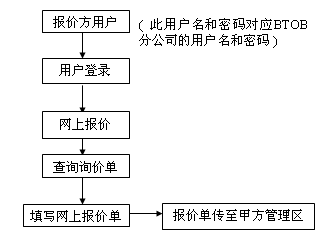 报价方用户
( 此用户名和密码对应BTOB
分公司的用户名和密码 )
用户登录
网上报价
查询询价单
填写网上报价单
报价单传至甲方管理区